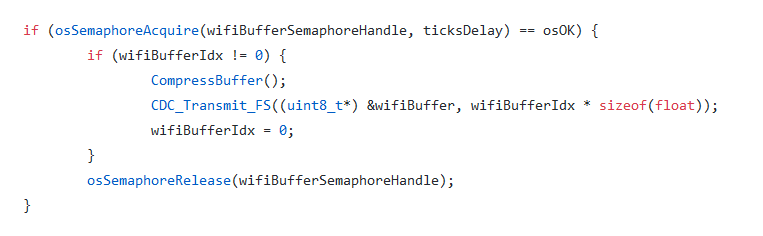 if (osSemaphoreAcquire(wifiBufferSemaphoreHandle, ticksDelay) == osOK) {
        if (wifiBufferIdx != 0) {
                CompressBuffer();
                CDC_Transmit_FS((uint8_t*) &wifiBuffer, wifiBufferIdx * sizeof(float));
                wifiBufferIdx = 0;
        }
        osSemaphoreRelease(wifiBufferSemaphoreHandle);
}